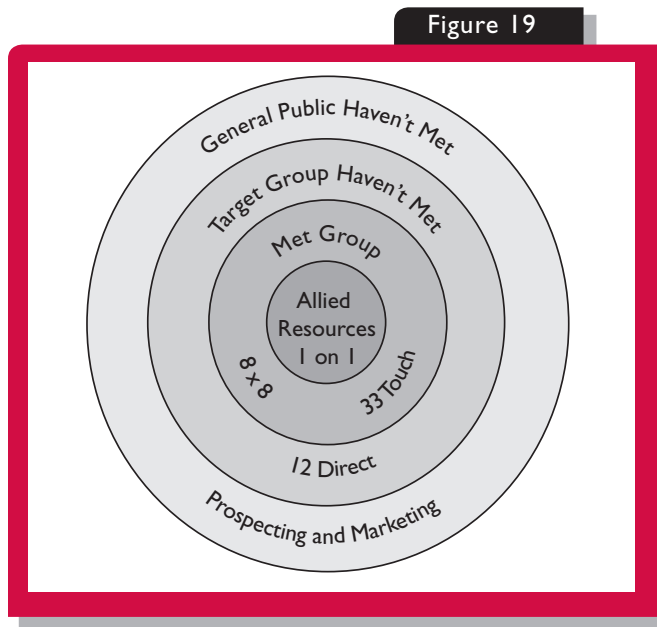 Figure 19
General Public Haven't Met
Target Group Haven't Met
Met Group
Allied
Resources
1 on 1
8 x 8
33 Touch
12 Direct
Prospecting and Marketing